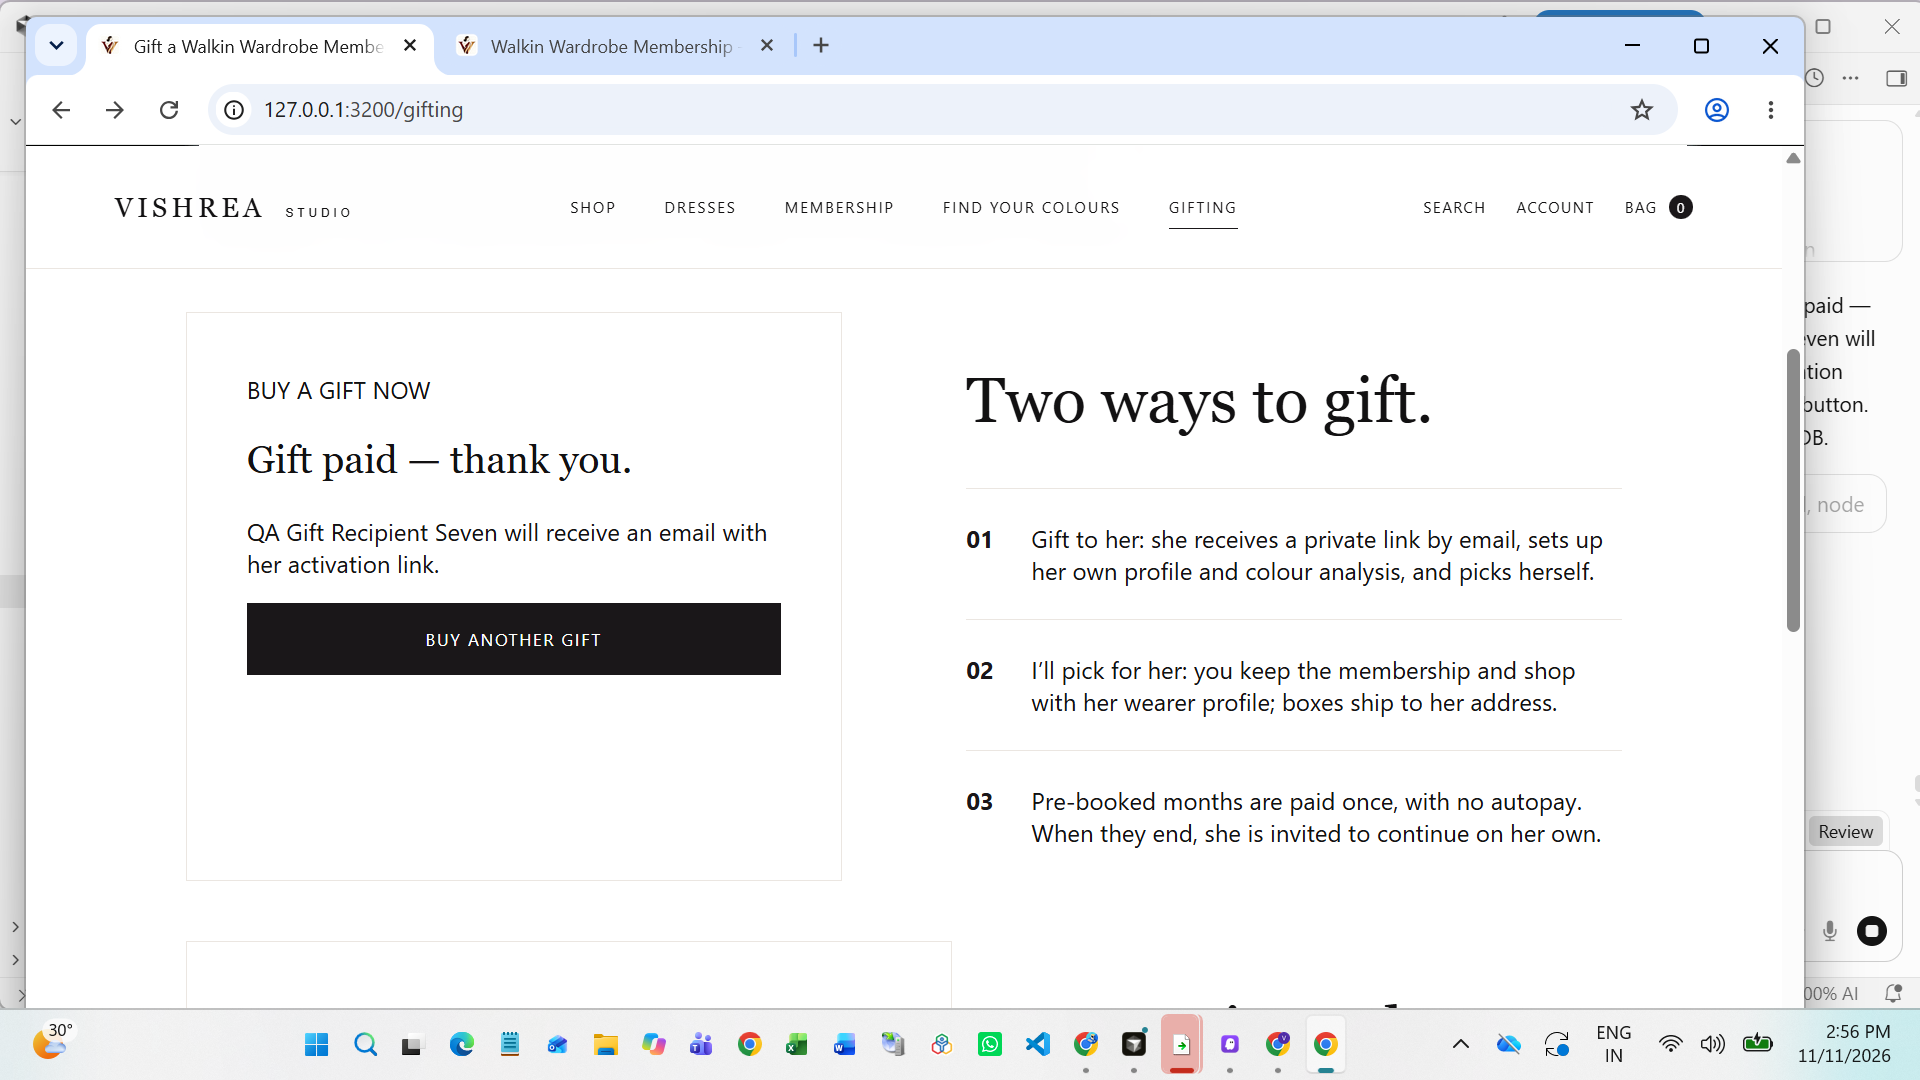 Gift a Walkin Wardrobe Membe
Walkin Wardrobe Membership
127.0.0.1:3200/gifting
VISHREA STUDIO
SHOP DRESSES MEMBERSHIP FIND YOUR COLOURS GIFTING
SEARCH ACCOUNT BAG 0
BUY A GIFT NOW
Gift paid — thank you.
QA Gift Recipient Seven will receive an email with
her activation link.
BUY ANOTHER GIFT
Two ways to gift.
01 Gift to her: she receives a private link by email, sets up
her own profile and colour analysis, and picks herself.
02 I’ll pick for her: you keep the membership and shop
with her wearer profile; boxes ship to her address.
03 Pre-booked months are paid once, with no autopay.
When they end, she is invited to continue on her own.
paid —
even will
button.
DB.
, node
Review
00% AI
30°
ENG
IN
2:56 PM
11/11/2026